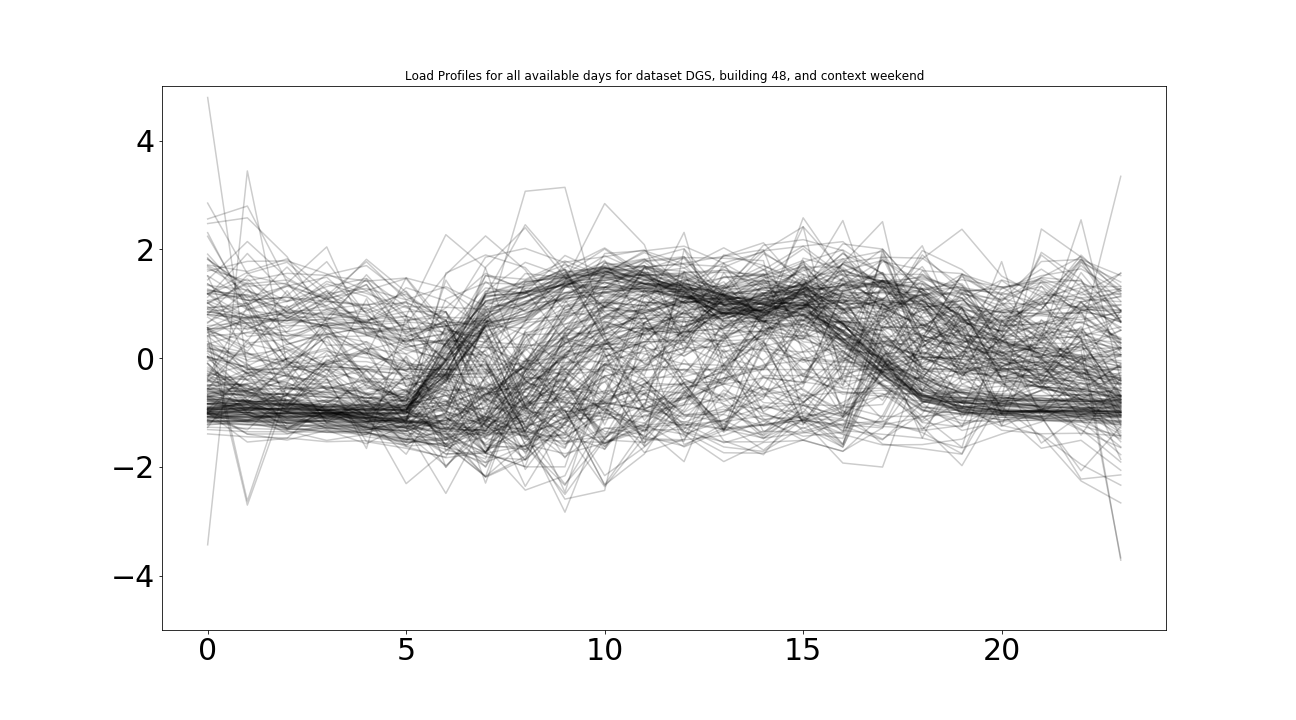 Load Profiles for all available days for dataset DGS, building 48, and context weekend
4
2
0
−2
−4
0 5 10 15 20